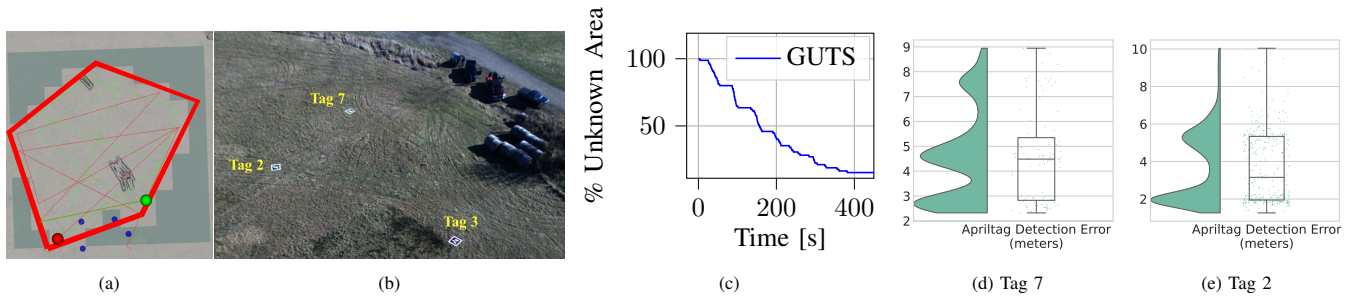 Tag 7
Tag 2
Tag 3
% Unknown Area
100
50
GUTS
0
200
400
Time [s]
9
8
7
6
5
4
3
2
Apriltag Detection Error
(meters)
10
8
6
4
2
Apriltag Detection Error
(meters)
(a)
(b)
(c)
(d) Tag 7
(e) Tag 2